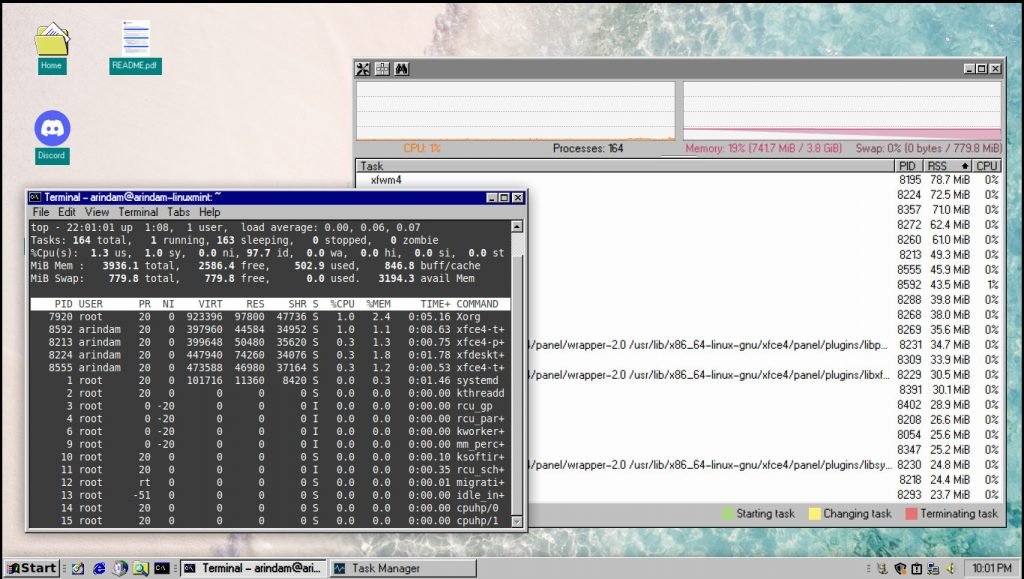 Home
README.pdf
Discord
CPU: 1%
Processes: 164
Memory: 19% (741.7 MiB / 3.8 GiB)
Swap: 0% (0 bytes / 779.8 MiB)
Task PID RSS CPU
xfwm4 8195 78.7 MiB 0%
8224 72.5 MiB 0%
8357 71.0 MiB 0%
8272 62.4 MiB 0%
8260 61.0 MiB 0%
8213 49.3 MiB 0%
8555 45.9 MiB 0%
8592 43.5 MiB 1%
8288 39.8 MiB 0%
8268 38.0 MiB 0%
8269 35.6 MiB 0%
4/panel/wrapper-2.0 /usr/lib/x86_64-linux-gnu/xfce4/panel/plugins/libp... 8231 34.7 MiB 0%
8309 33.9 MiB 0%
4/panel/wrapper-2.0 /usr/lib/x86_64-linux-gnu/xfce4/panel/plugins/libxf... 8229 30.5 MiB 0%
8391 30.1 MiB 0%
8402 28.9 MiB 0%
8208 26.6 MiB 0%
8054 25.6 MiB 0%
8347 25.2 MiB 0%
4/panel/wrapper-2.0 /usr/lib/x86_64-linux-gnu/xfce4/panel/plugins/libsy... 8230 24.8 MiB 0%
8218 24.4 MiB 0%
8293 23.7 MiB 0%
Starting task Changing task Terminating task
Terminal - arindam@arindam-linuxmint: ~
File Edit View Terminal Tabs Help
top - 22:01:01 up 1:08, 1 user, load average: 0.00, 0.06, 0.07
Tasks: 164 total, 1 running, 163 sleeping, 0 stopped, 0 zombie
%Cpu(s): 1.3 us, 1.0 sy, 0.0 ni, 97.7 id, 0.0 wa, 0.0 hi, 0.0 si, 0.0 st
MiB Mem : 3936.1 total, 2586.4 free, 502.9 used, 846.8 buff/cache
MiB Swap: 779.8 total, 779.8 free, 0.0 used. 3194.3 avail Mem
PID USER PR NI VIRT RES SHR S %CPU %MEM TIME+ COMMAND
7920 root 20 0 923396 97800 47736 S 1.0 2.4 0:05.16 Xorg
8592 arindam 20 0 397960 44584 34952 S 1.0 1.1 0:08.63 xfce4-t+
8213 arindam 20 0 399648 50480 35620 S 0.3 1.3 0:00.75 xfce4-p+
8224 arindam 20 0 447940 74260 34076 S 0.3 1.8 0:01.78 xfdeskt+
8555 arindam 20 0 473588 46980 37164 S 0.3 1.2 0:00.53 xfce4-t+
1 root 20 0 101716 11360 8420 S 0.0 0.3 0:01.46 systemd
2 root 20 0 0 0 0 S 0.0 0.0 0:00.00 kthreadd
3 root 0 -20 0 0 0 I 0.0 0.0 0:00.00 rcu_gp
4 root 0 -20 0 0 0 I 0.0 0.0 0:00.00 rcu_par+
6 root 0 -20 0 0 0 I 0.0 0.0 0:00.00 kworker+
9 root 0 -20 0 0 0 I 0.0 0.0 0:00.00 mm_perc+
10 root 20 0 0 0 0 S 0.0 0.0 0:00.10 ksoftir+
11 root 20 0 0 0 0 I 0.0 0.0 0:00.35 rcu_sch+
12 root rt 0 0 0 0 S 0.0 0.0 0:00.01 migrati+
13 root -51 0 0 0 0 S 0.0 0.0 0:00.00 idle_in+
14 root 20 0 0 0 0 S 0.0 0.0 0:00.00 cpuhp/0
15 root 20 0 0 0 0 S 0.0 0.0 0:00.00 cpuhp/1
Start
Terminal - arindam@ari...
Task Manager
10:01 PM